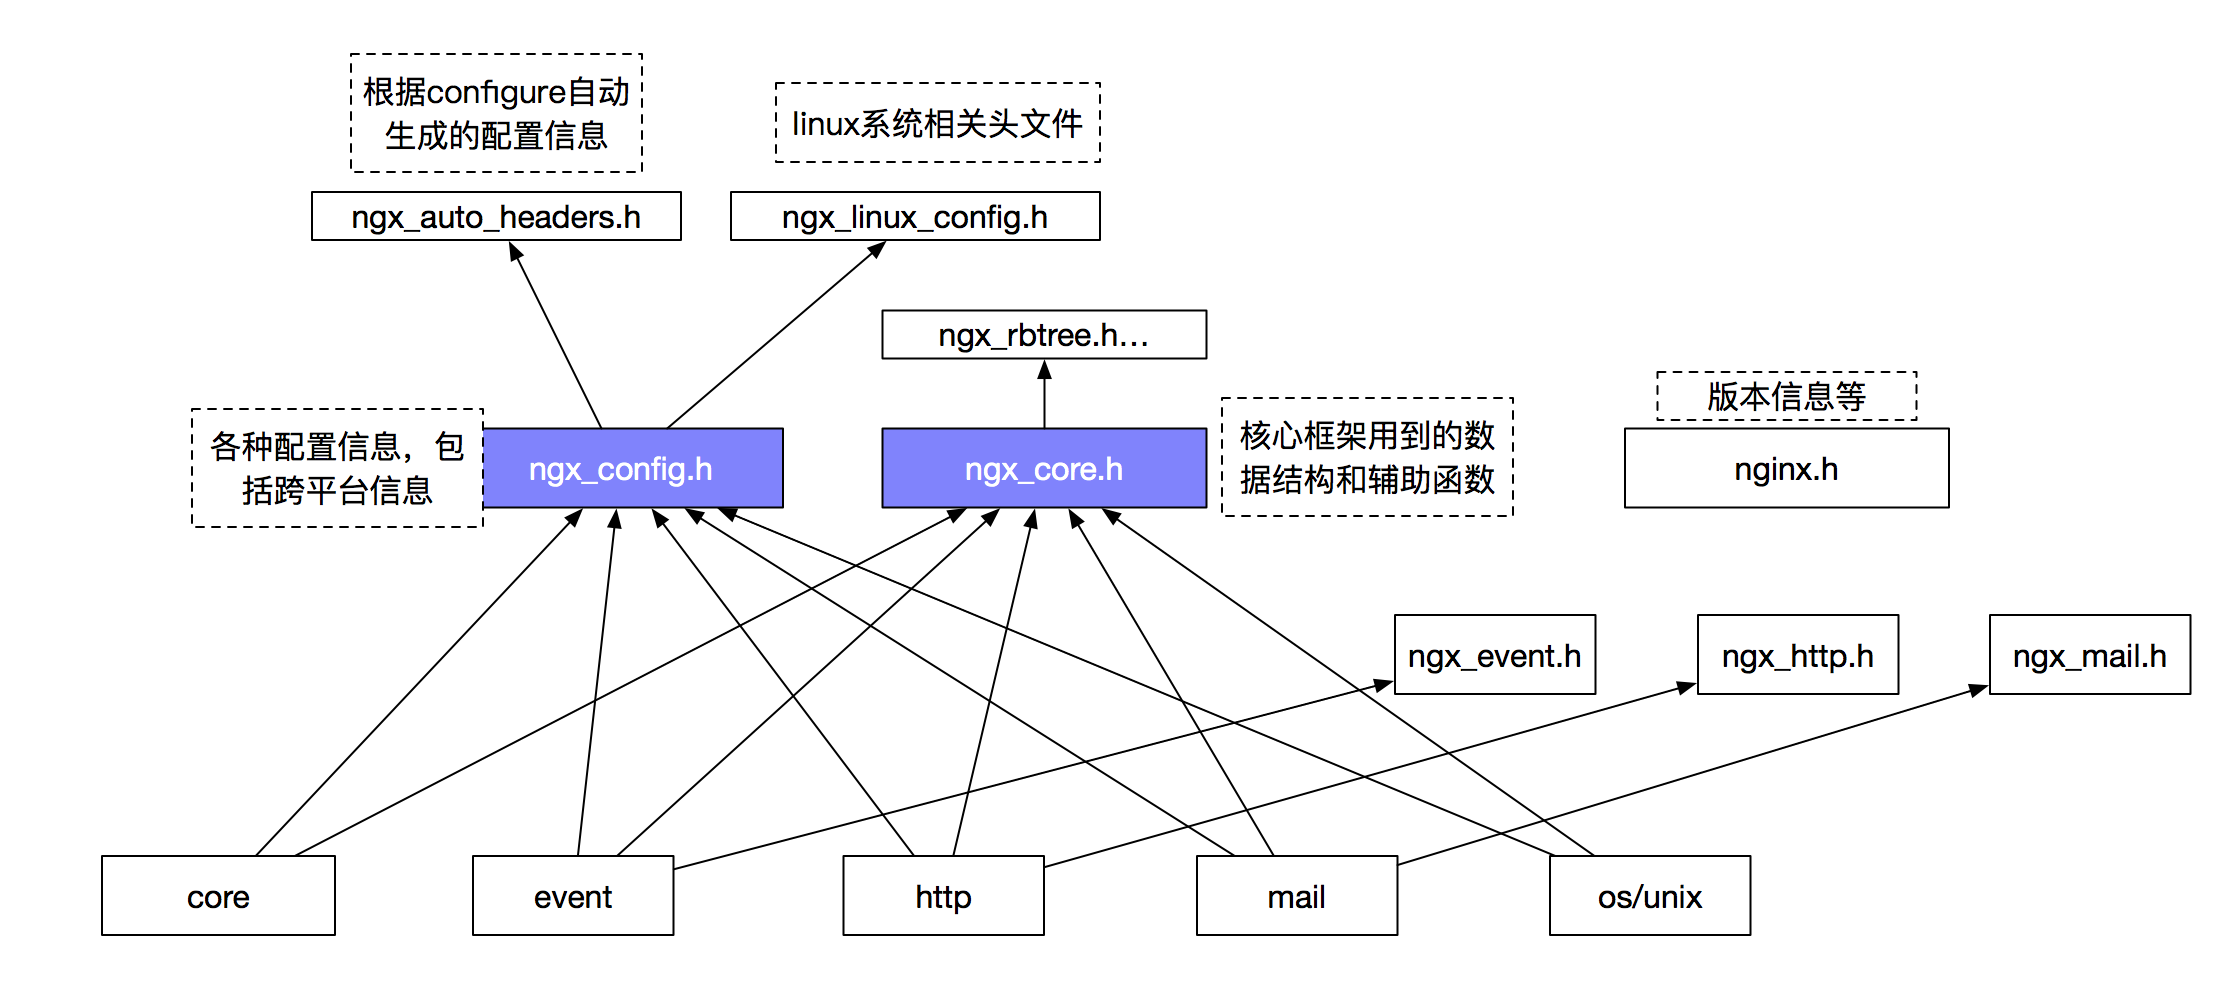 根据configure自动
生成的配置信息
linux系统相关头文件
ngx_auto_headers.h
ngx_linux_config.h
ngx_rbtree.h...
版本信息等
各种配置信息，包
括跨平台信息
ngx_config.h
ngx_core.h
核心框架用到的数
据结构和辅助函数
nginx.h
ngx_event.h
ngx_http.h
ngx_mail.h
core
event
http
mail
os/unix